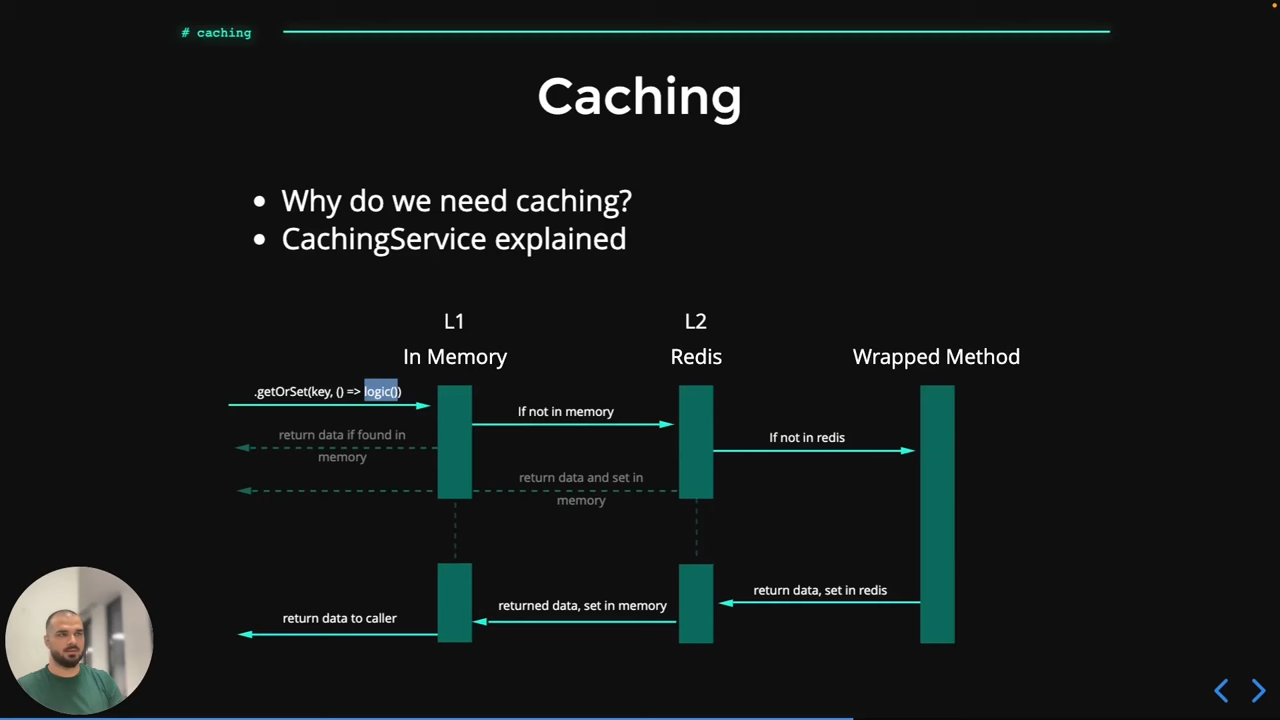 # caching
Caching
• Why do we need caching?
• CachingService explained
L1
In Memory
L2
Redis
Wrapped Method
.getOrSet(key, () => logic())
If not in memory
return data if found in
memory
If not in redis
return data and set in
memory
return data, set in redis
returned data, set in memory
return data to caller